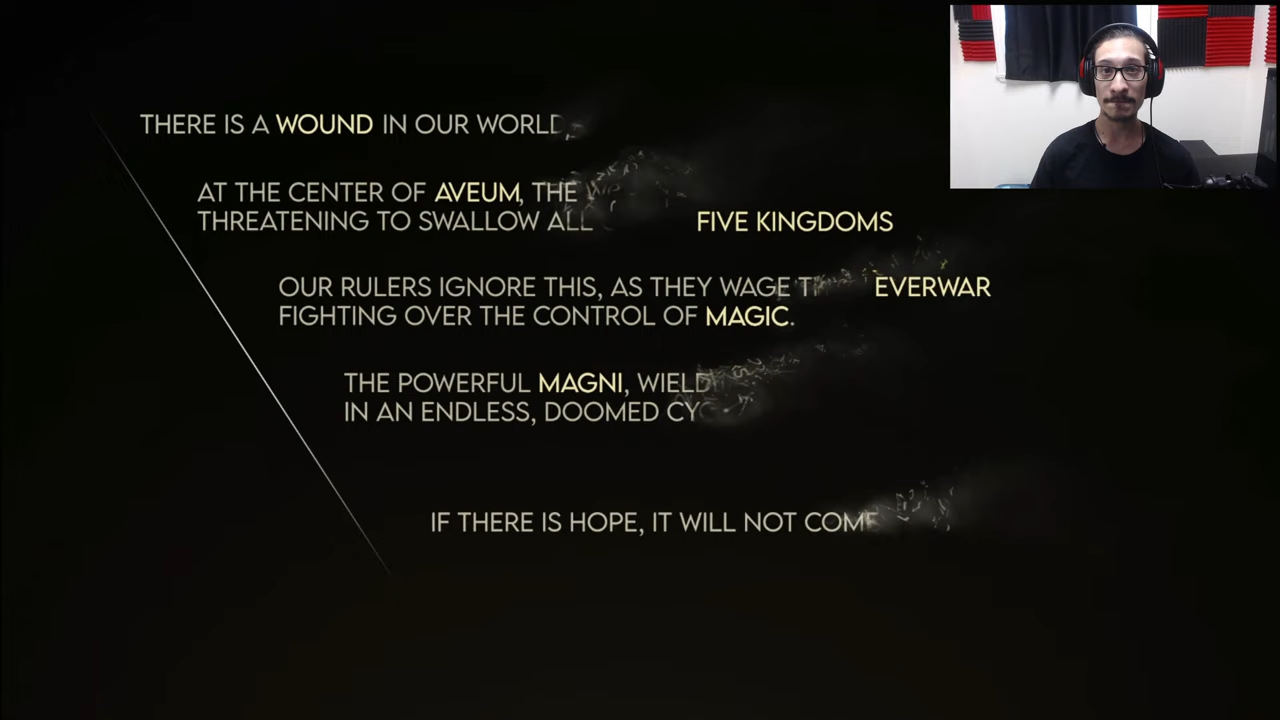 THERE IS A WOUND IN OUR WORLD
AT THE CENTER OF AVEUM, THE
THREATENING TO SWALLOW ALL FIVE KINGDOMS
OUR RULERS IGNORE THIS, AS THEY WAGE EVERWAR
FIGHTING OVER THE CONTROL OF MAGIC.
THE POWERFUL MAGNI, WIELD
IN AN ENDLESS, DOOMED
IF THERE IS HOPE, IT WILL NOT COME